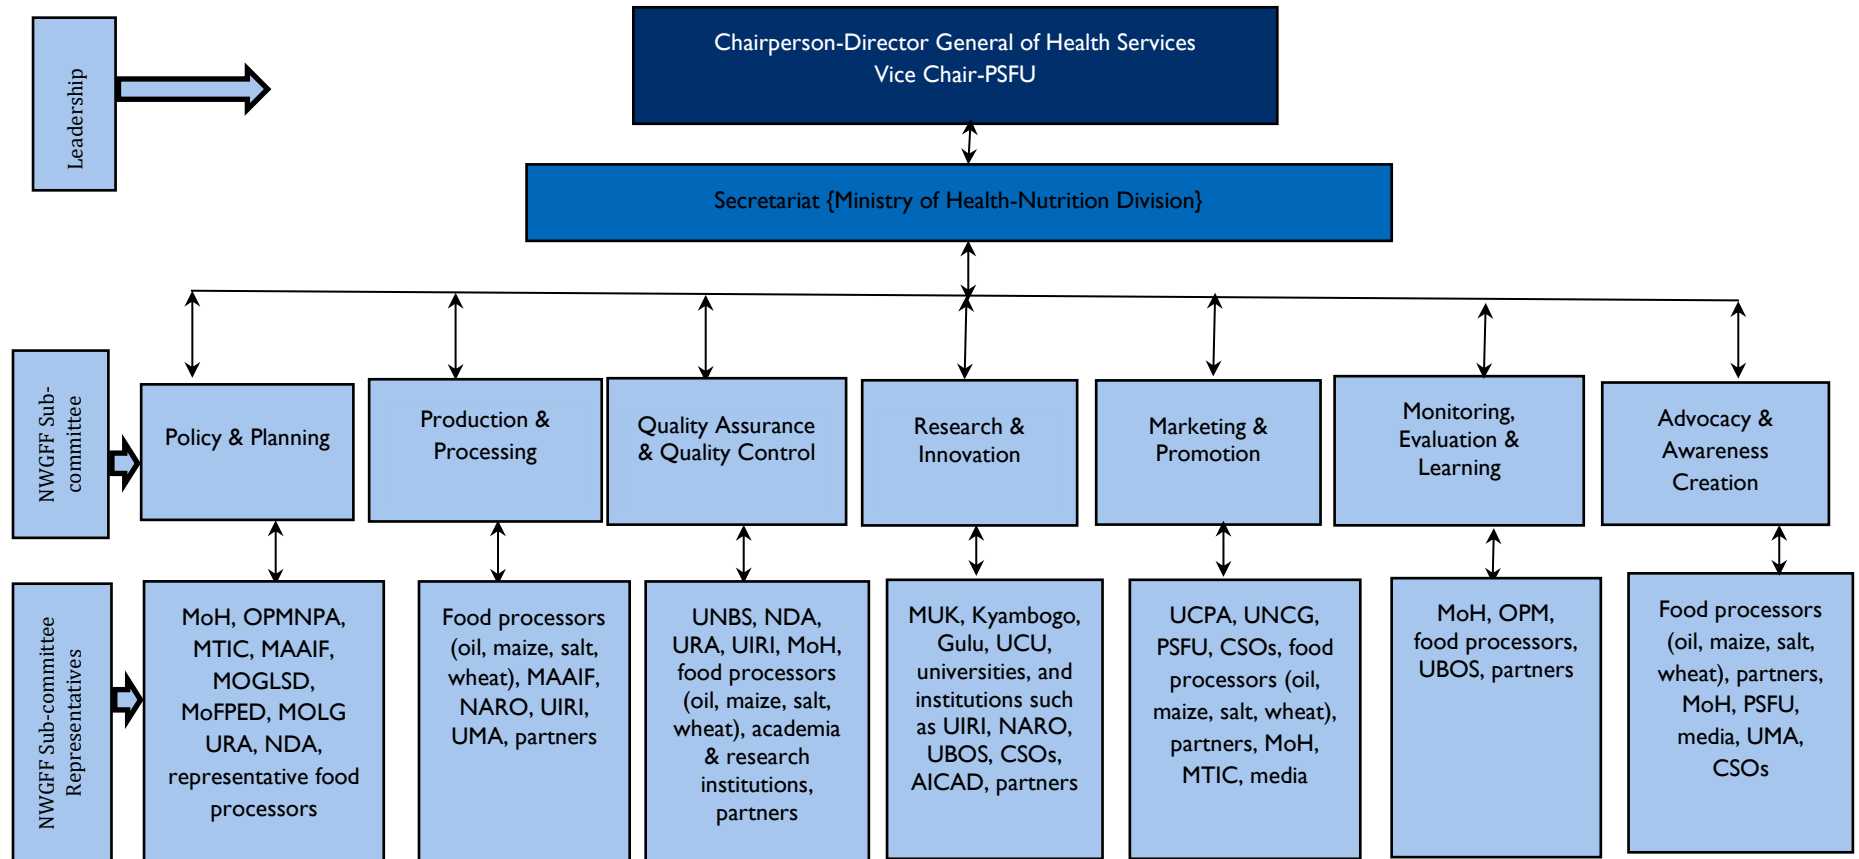 Leadership
Chairperson-Director General of Health Services
Vice Chair-PSFU
Secretariat {Ministry of Health-Nutrition Division}
NWGFF Sub-
committee
Policy & Planning
Production &
Processing
Quality Assurance
& Quality Control
Research &
Innovation
Marketing &
Promotion
Monitoring,
Evaluation &
Learning
Advocacy &
Awareness
Creation
NWGFF Sub-committee
Representatives
MoH, OPMNPA,
MTIC, MAAIF,
MOGLSD,
MoFPED, MOLG
URA, NDA,
representative food
processors
Food processors
(oil, maize, salt,
wheat), MAAIF,
NARO, UIRI,
UMA, partners
UNBS, NDA,
URA, UIRI, MoH,
food processors
(oil, maize, salt,
wheat), academia
& research
institutions,
partners
MUK, Kyambogo,
Gulu, UCU,
universities, and
institutions such
as UIRI, NARO,
UBOS, CSOs,
AICAD, partners
UCPA, UNCG,
PSFU, CSOs, food
processors (oil,
maize, salt, wheat),
partners, MoH,
MTIC, media
MoH, OPM,
food processors,
UBOS, partners
Food processors
(oil, maize, salt,
wheat), partners,
MoH, PSFU,
media, UMA,
CSOs